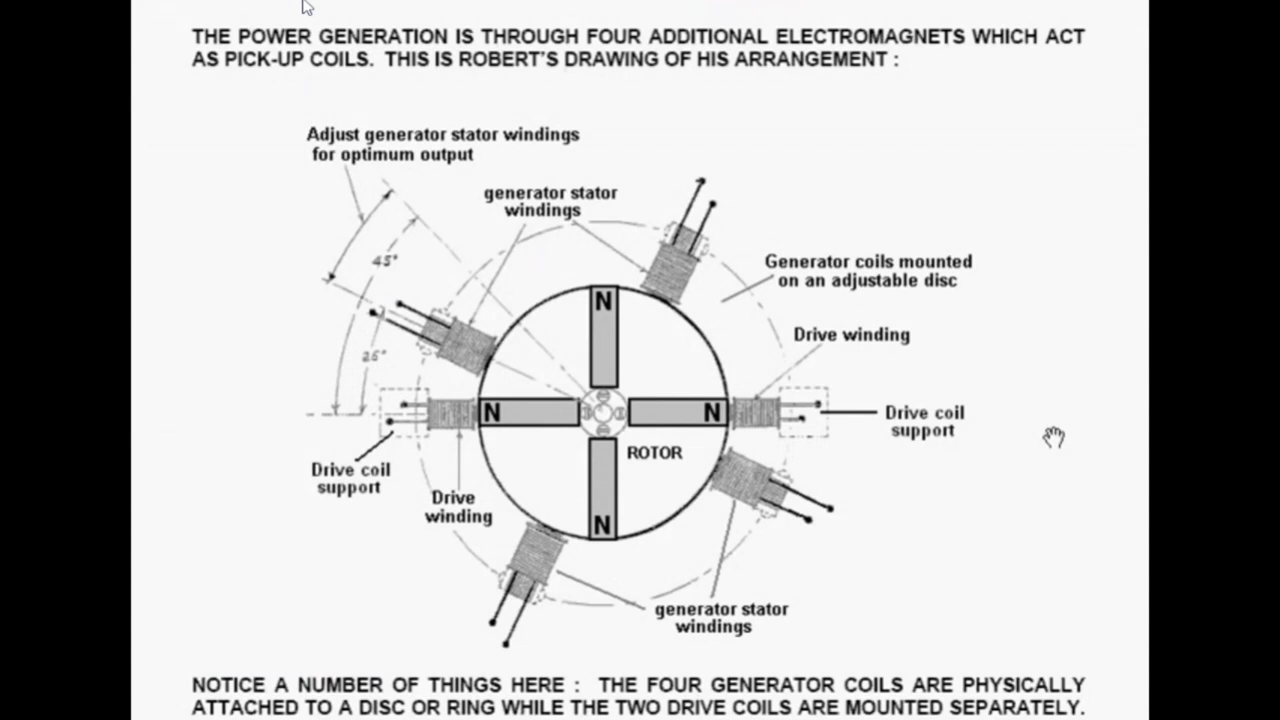 THE POWER GENERATION IS THROUGH FOUR ADDITIONAL ELECTROMAGNETS WHICH ACT
AS PICK-UP COILS. THIS IS ROBERT'S DRAWING OF HIS ARRANGEMENT :
Adjust generator stator windings
for optimum output
generator stator
windings
45°
Generator coils mounted
on an adjustable disc
N
Drive winding
26°
N
N
Drive coil
support
ROTOR
Drive coil
support
Drive
winding
N
generator stator
windings
NOTICE A NUMBER OF THINGS HERE : THE FOUR GENERATOR COILS ARE PHYSICALLY
ATTACHED TO A DISC OR RING WHILE THE TWO DRIVE COILS ARE MOUNTED SEPARATELY.